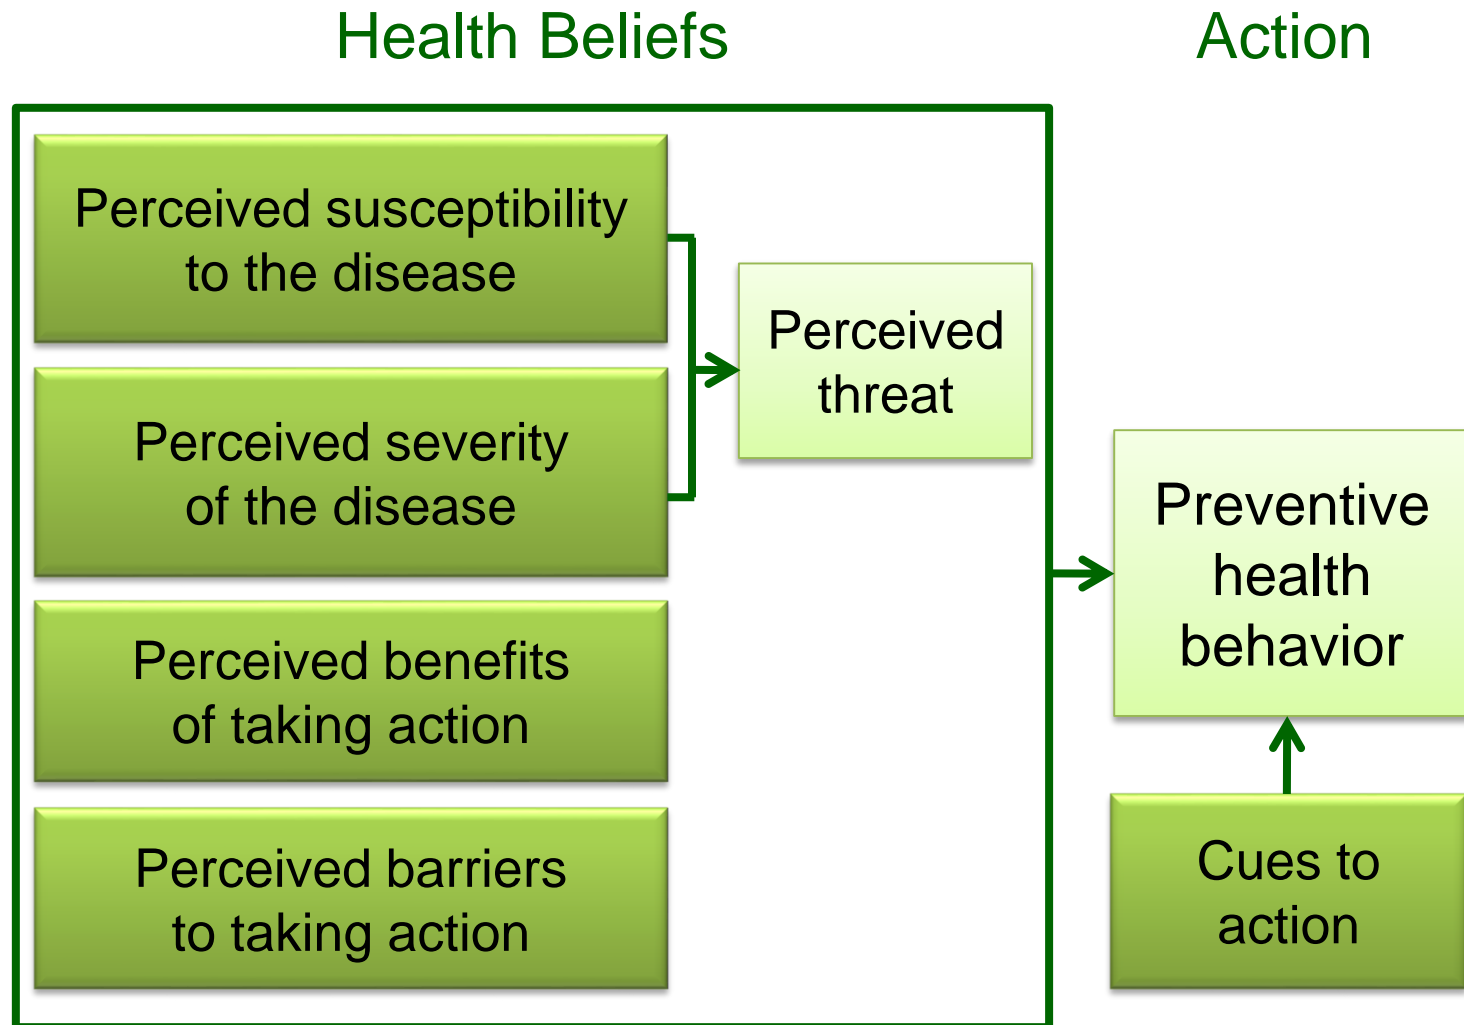 Health Beliefs
Action
Perceived susceptibility
to the disease
Perceived severity
of the disease
Perceived benefits
of taking action
Perceived barriers
to taking action
Perceived
threat
Preventive
health
behavior
Cues to
action